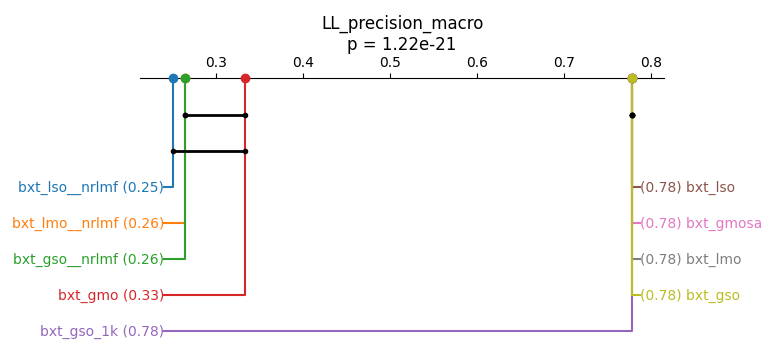 LL_precision_macro
p = 1.22e-21
0.3 0.4 0.5 0.6 0.7 0.8
bxt_lso__nrlmf (0.25) (0.78) bxt_lso
bxt_lmo__nrlmf (0.26) (0.78) bxt_gmosa
bxt_gso__nrlmf (0.26) (0.78) bxt_lmo
bxt_gmo (0.33) (0.78) bxt_gso
bxt_gso_1k (0.78)